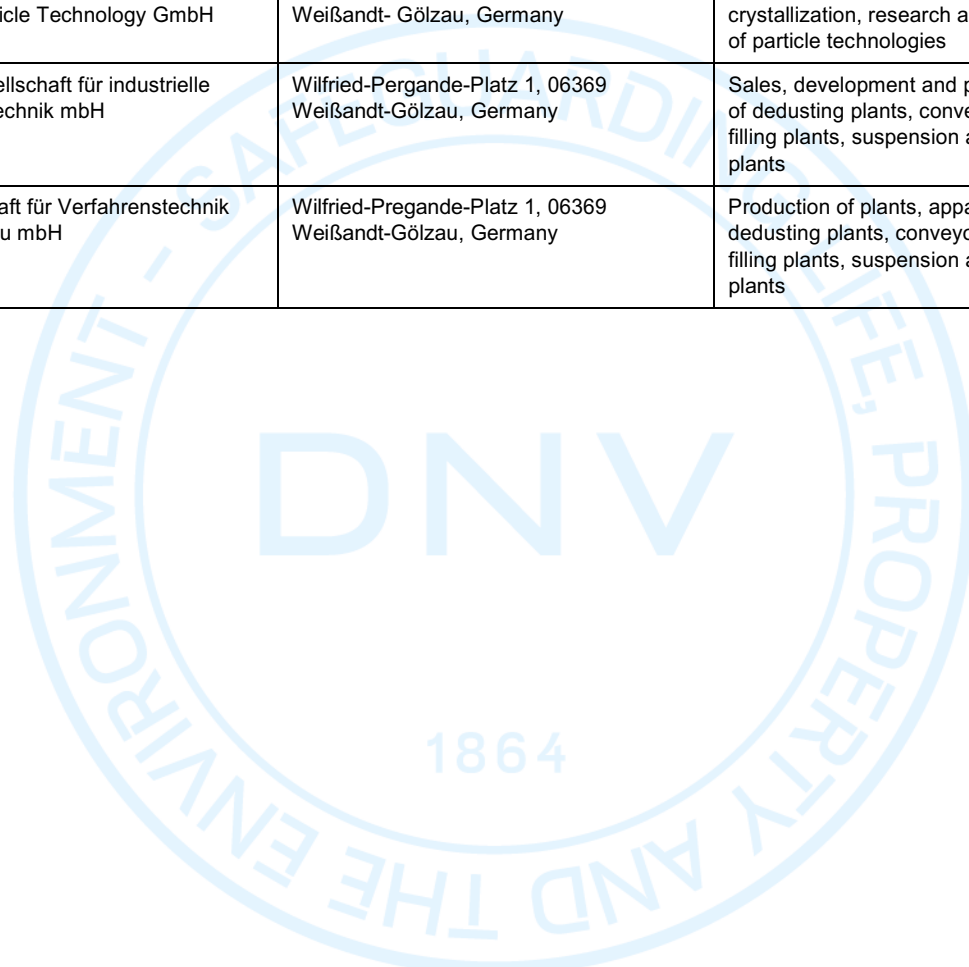 icle Technology GmbH
Weißandt- Gölzau, Germany
crystallization, research a
of particle technologies
ellschaft für industrielle
echnik mbH
Wilfried-Pergande-Platz 1, 06369
Weißandt-Gölzau, Germany
Sales, development and p
of dedusting plants, conve
filling plants, suspension a
plants
aft für Verfahrenstechnik
u mbH
Wilfried-Pregande-Platz 1, 06369
Weißandt-Gölzau, Germany
Production of plants, appa
dedusting plants, conveyo
filling plants, suspension a
plants
SAFEGUARDING LIFE, PROPERTY AND THE ENVIRONMENT -
DNV
1864